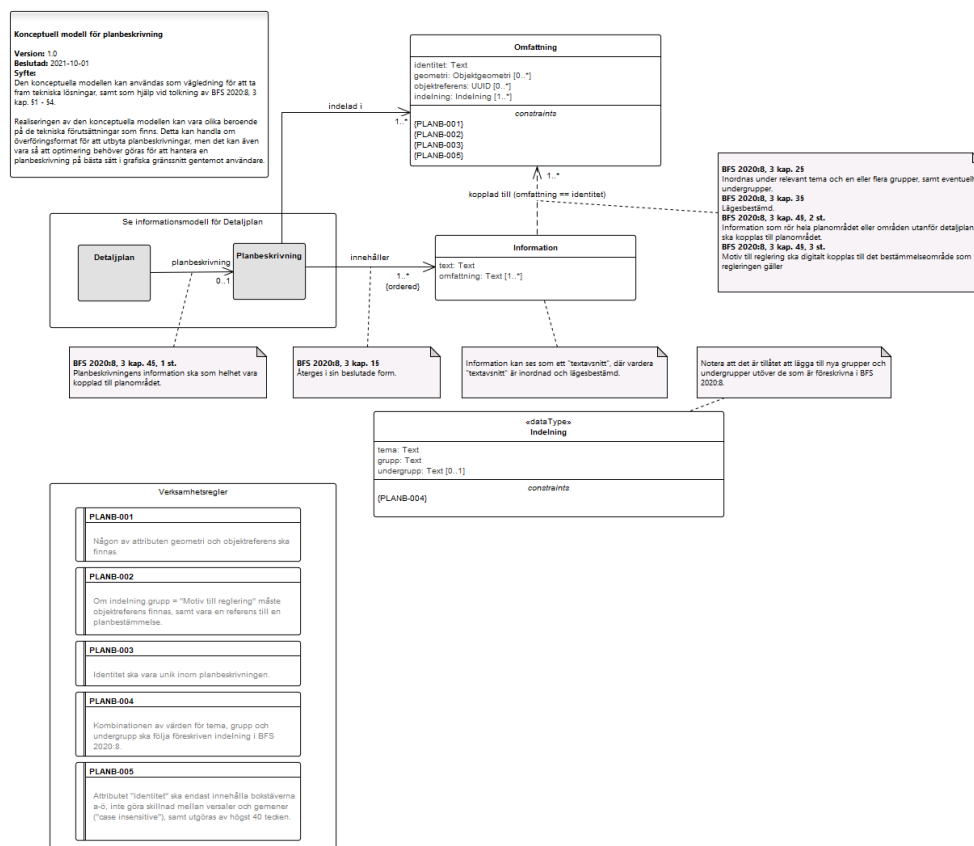 Konceptuell modell för planbeskrivning
Version: 1.0
Beslutad: 2021-10-01
Syfte:
Den konceptuella modellen kan användas som vägledning för att ta
fram tekniska lösningar, samt som hjälp vid tolkning av BFS 2020:8, 3
kap. §1 - §4.
Realiseringen av den konceptuella modellen kan vara olika beroende
på de tekniska förutsättningar som finns. Detta kan handla om
överföringsformat för att utbyta planbeskrivningar, men det kan även
vara så att optimering behöver göras för att hantera en
planbeskrivning på bästa sätt i grafiska gränssnitt gentemot användare.
Omfattning
identitet: Text
geometri: Objektgeometri [0..*]
objektreferens: UUID [0..*]
indelning: Indelning [1..*]
constraints
{PLANB-001}
{PLANB-002}
{PLANB-003}
{PLANB-005}
indelad i
1..*
1..*
kopplad till (omfattning == identitet)
BFS 2020:8, 3 kap. 2§
Inordnas under relevant tema och en eller flera grupper, samt eventuell
undergrupper.
BFS 2020:8, 3 kap. 3§
Lägesbestämd.
BFS 2020:8, 3 kap. 4§, 2 st.
Information som rör hela planområdet eller områden utanför detaljplan
ska kopplas till planområdet.
BFS 2020:8, 3 kap. 4§, 3 st.
Motiv till reglering ska digitalt kopplas till det bestämmelseområde som
regleringen gäller
Se informationsmodell för Detaljplan
Detaljplan
planbeskrivning
0..1
Planbeskrivning
innehåller
1..*
{ordered}
Information
text: Text
omfattning: Text [1..*]
BFS 2020:8, 3 kap. 4§, 1 st.
Planbeskrivningens information ska som helhet vara
kopplad till planområdet.
BFS 2020:8, 3 kap. 1§
Återges i sin beslutade form.
Information kan ses som ett "textavsnitt", där vardera
"textavsnitt" är inordnad och lägesbestämd.
Notera att det är tillåtet att lägga till nya grupper och
undergrupper utöver de som är föreskrivna i BFS
2020:8.
«dataType»
Indelning
tema: Text
grupp: Text
undergrupp: Text [0..1]
constraints
{PLANB-004}
Verksamhetsregler
PLANB-001
Någon av attributen geometri och objektreferens ska
finnas.
PLANB-002
Om indelning grupp = "Motiv till reglering" måste
objektreferens finnas, samt vara en referens till en
planbestämmelse.
PLANB-003
Identitet ska vara unik inom planbeskrivningen.
PLANB-004
Kombinationen av värden för tema, grupp och
undergrupp ska följa föreskriven indelning i BFS
2020:8.
PLANB-005
Attributet "identitet" ska endast innehålla bokstäverna
a-ö, inte göra skillnad mellan versaler och gemener
("case insensitive"), samt utgöras av högst 40 tecken.